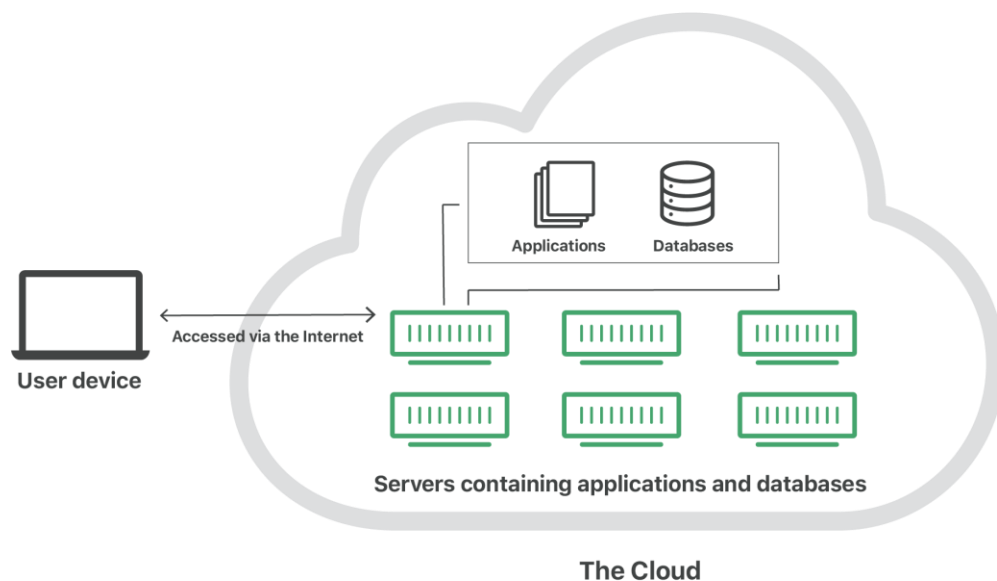 Applications
Databases
Accessed via the Internet
User device
Servers containing applications and databases
The Cloud